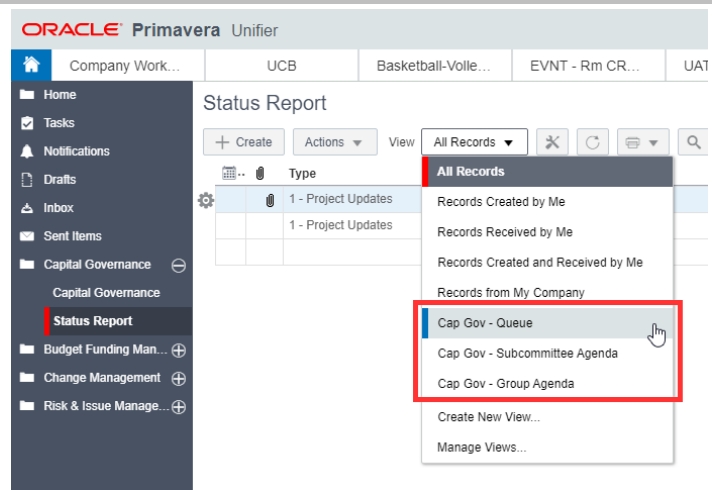 ORACLE® Primavera Unifier
Company Work...
UCB
Basketball-Volle...
EVNT - Rm CR...
UAT
Home
Tasks
Notifications
Drafts
Inbox
Sent Items
Capital Governance
Capital Governance
Status Report
Budget Funding Man...
Change Management
Risk & Issue Manage...
Status Report
Create
Actions
View
All Records
..
Type
1 - Project Updates
1 - Project Updates
All Records
Records Created by Me
Records Received by Me
Records Created and Received by Me
Records from My Company
Cap Gov - Queue
Cap Gov - Subcommittee Agenda
Cap Gov - Group Agenda
Create New View...
Manage Views...